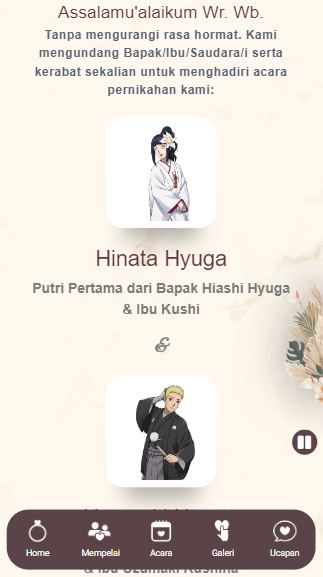 Assalamu'alaikum Wr. Wb.
Tanpa mengurangi rasa hormat. Kami
mengundang Bapak/Ibu/Saudara/i serta
kerabat sekalian untuk menghadiri acara
pernikahan kami:
Hinata Hyuga
Putri Pertama dari Bapak Hiashi Hyuga
& Ibu Kushi
&
Home
Mempelai
Acara
Galeri
Ucapan
& Ibu Uzumaki Kushina